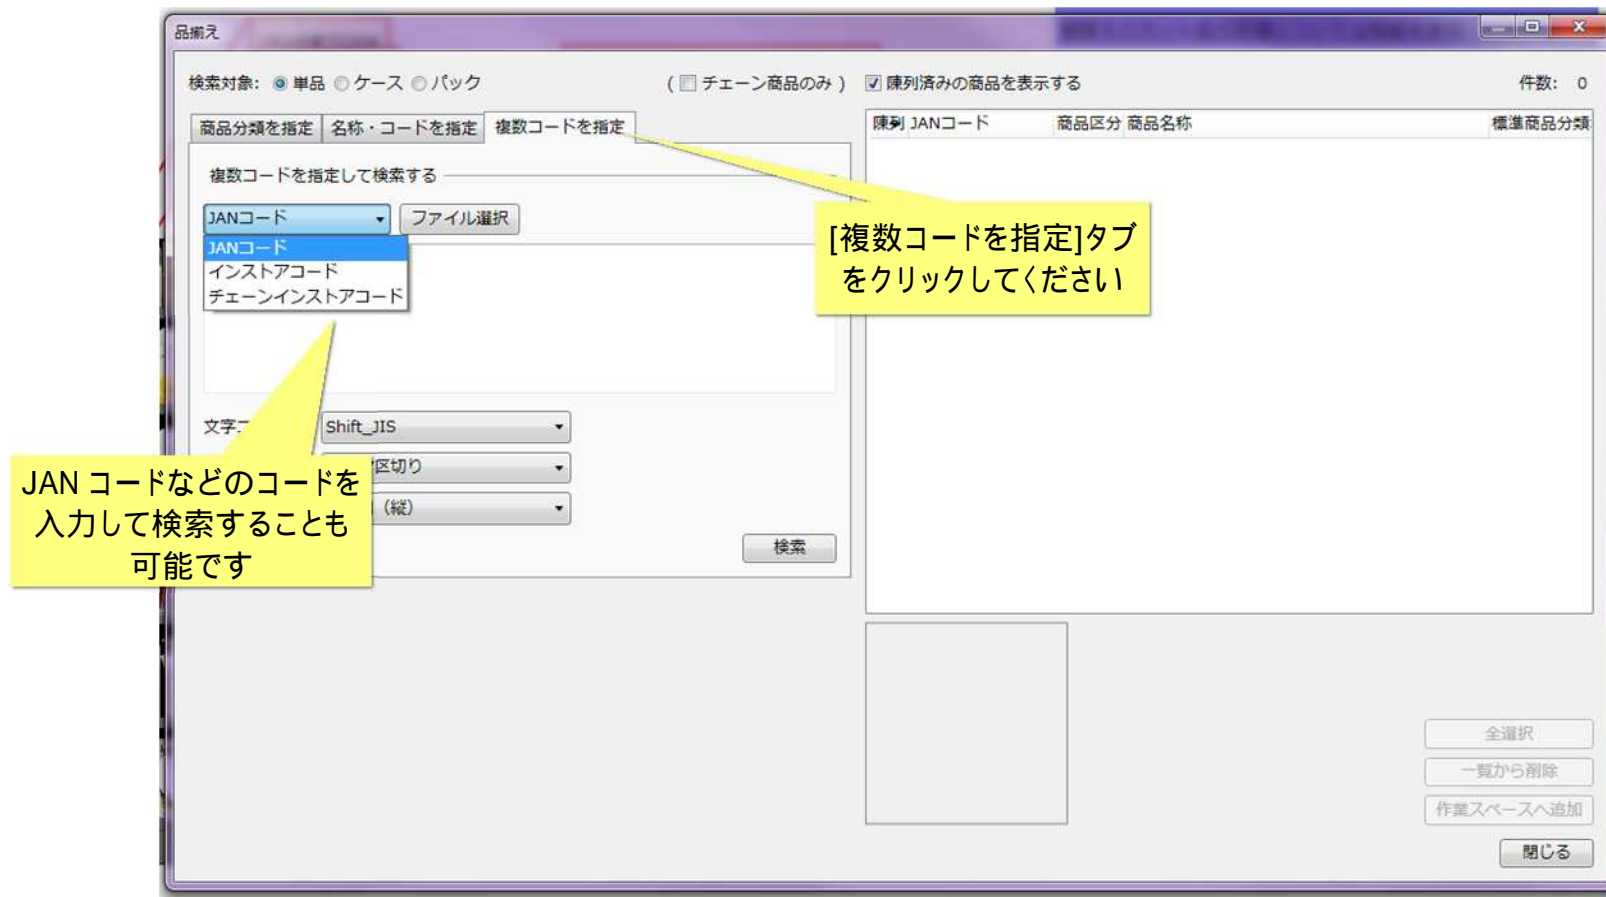 品揃え
検索対象: 単品 ケース パック ( チェーン商品のみ ) 陳列済みの商品を表示する 件数: 0
商品分類を指定 名称・コードを指定 複数コードを指定
陳列 JANコード 商品区分 商品名称 標準商品分類
複数コードを指定して検索する
JANコード ファイル選択
JANコード
インストアコード
チェーンインストアコード
[複数コードを指定]タブ
をクリックしてください
文字 Shift_JIS
区切り
(縦)
検索
JAN コードなどのコードを
入力して検索することも
可能です
全選択
一覧から削除
作業スペースへ追加
閉じる